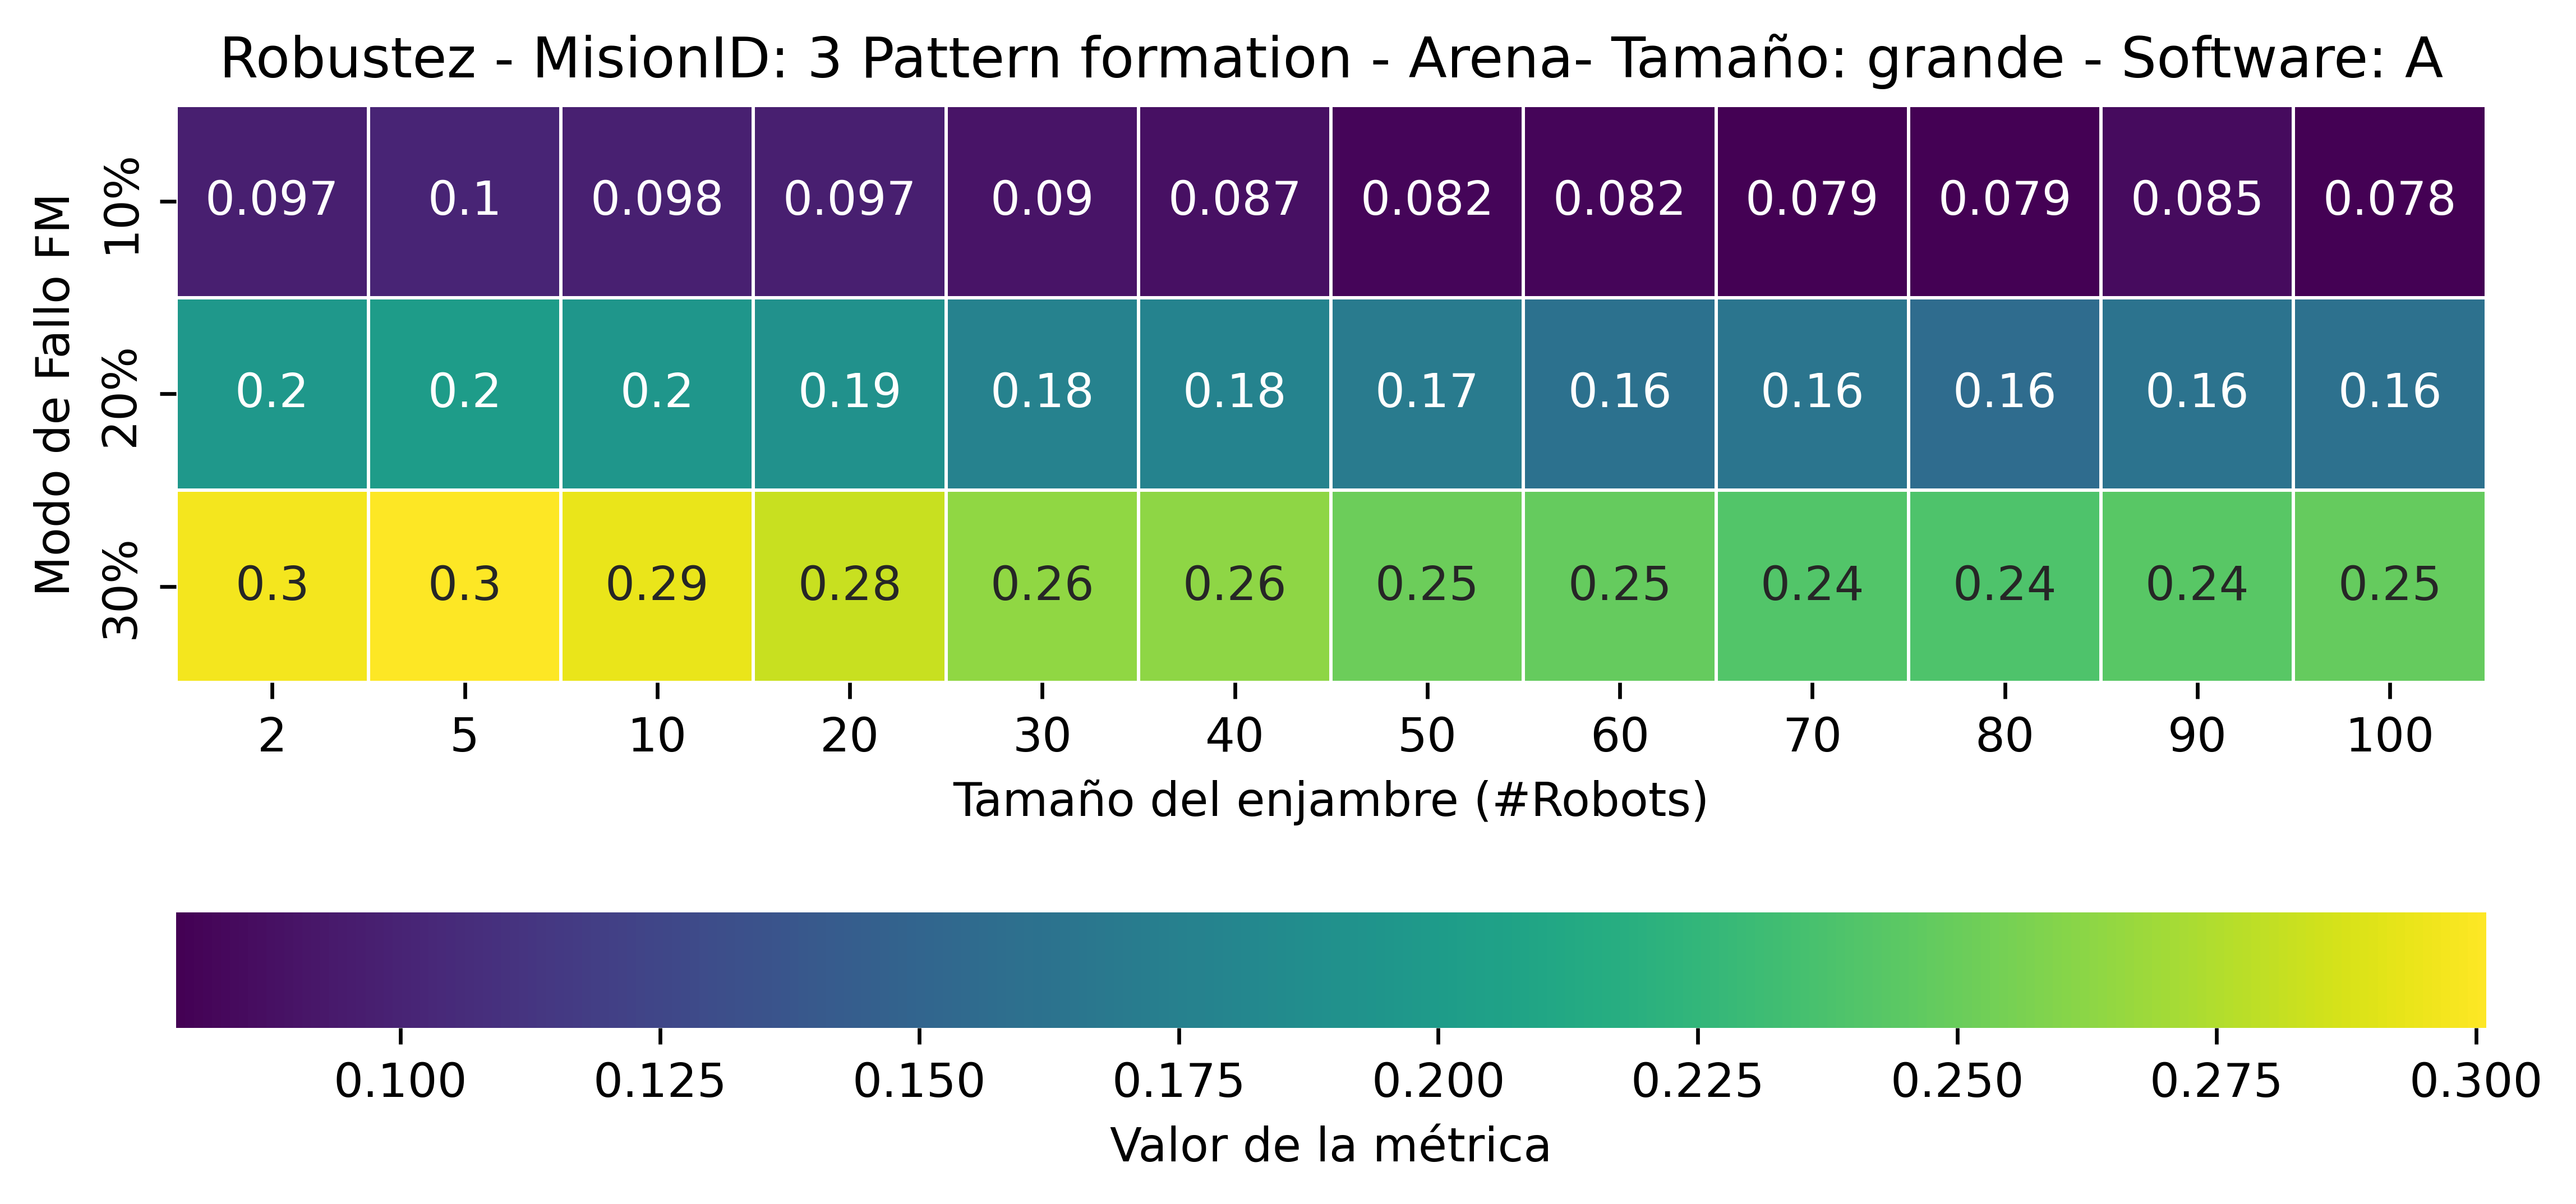 Robustez - MisionID: 3 Pattern formation - Arena- Tamaño: grande - Software: A
Modo de Fallo FM
10% 0.097 0.1 0.098 0.097 0.09 0.087 0.082 0.082 0.079 0.079 0.085 0.078
20% 0.2 0.2 0.2 0.19 0.18 0.18 0.17 0.16 0.16 0.16 0.16 0.16
30% 0.3 0.3 0.29 0.28 0.26 0.26 0.25 0.25 0.24 0.24 0.24 0.25
2 5 10 20 30 40 50 60 70 80 90 100
Tamaño del enjambre (#Robots)
0.100 0.125 0.150 0.175 0.200 0.225 0.250 0.275 0.300
Valor de la métrica